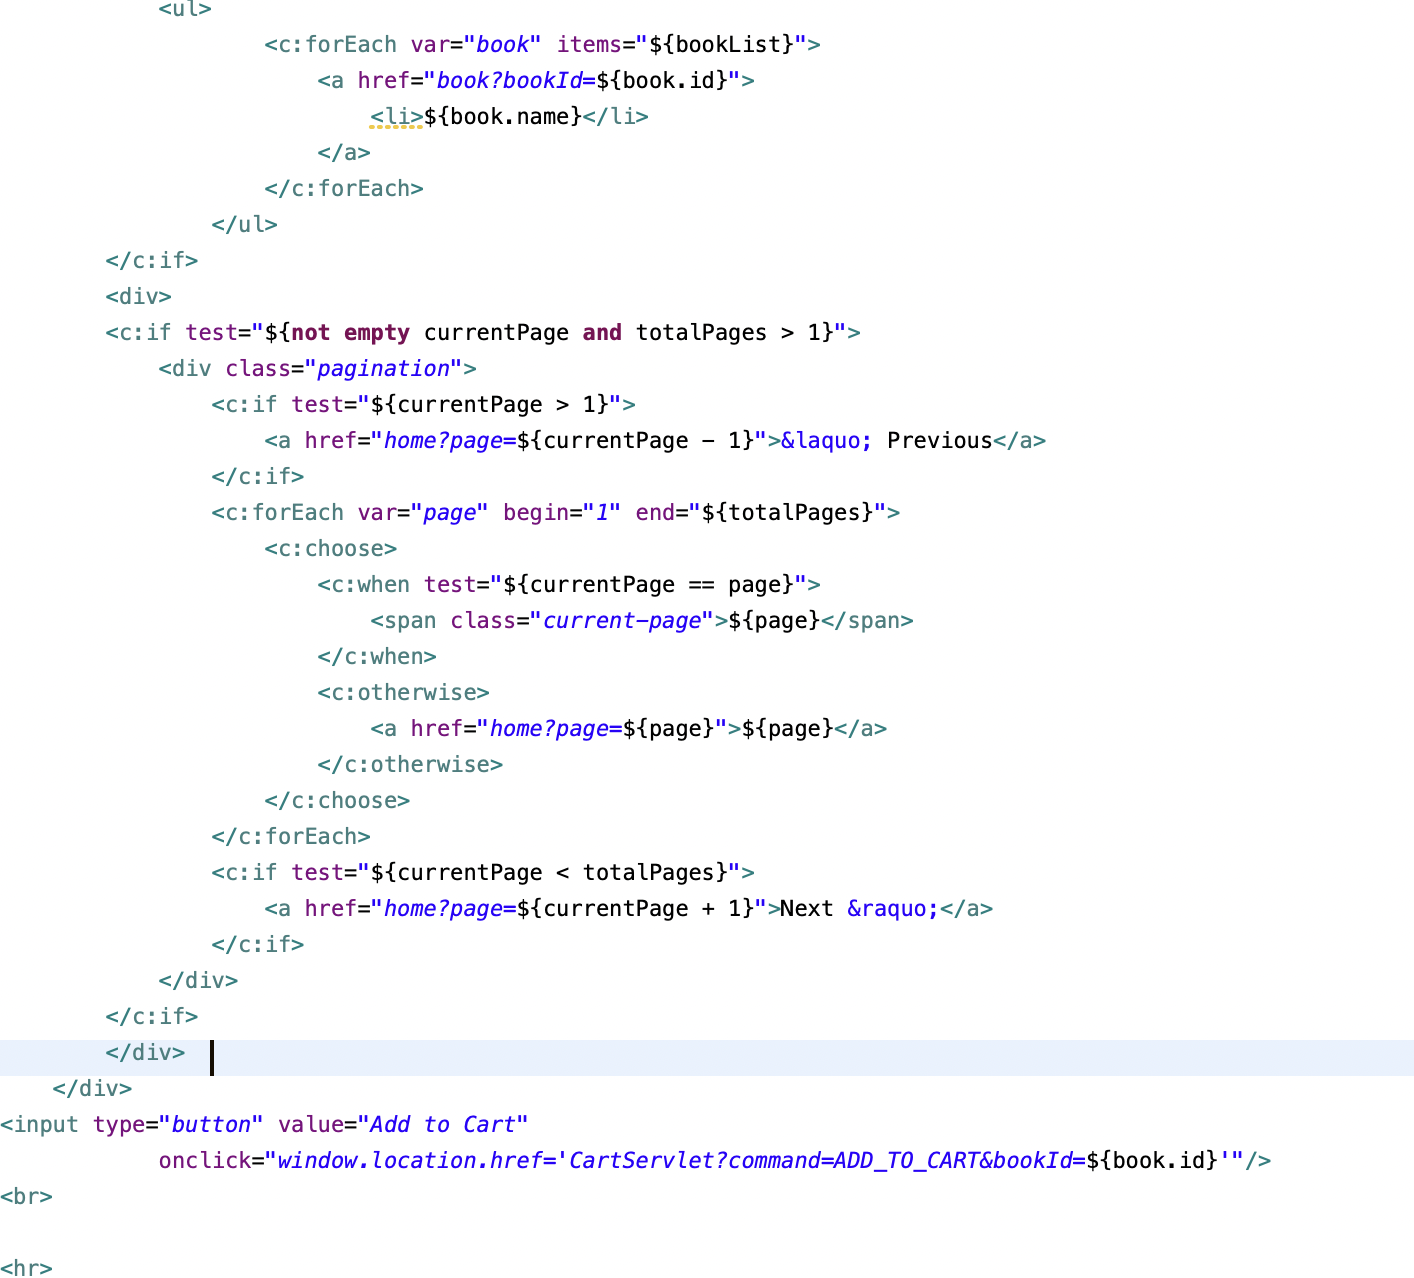 <ul>
<c:forEach var="book" items="${bookList}">
<a href="book?bookId=${book.id}">
<li>${book.name}</li>
</a>
</c:forEach>
</ul>
</c:if>
<div>
<c:if test="${not empty currentPage and totalPages > 1}">
<div class="pagination">
<c:if test="${currentPage > 1}">
<a href="home?page=${currentPage - 1}">&laquo; Previous</a>
</c:if>
<c:forEach var="page" begin="1" end="${totalPages}">
<c:choose>
<c:when test="${currentPage == page}">
<span class="current-page">${page}</span>
</c:when>
<c:otherwise>
<a href="home?page=${page}">${page}</a>
</c:otherwise>
</c:choose>
</c:forEach>
<c:if test="${currentPage < totalPages}">
<a href="home?page=${currentPage + 1}">Next &raquo;</a>
</c:if>
</div>
</c:if>
</div>
</div>
<input type="button" value="Add to Cart"
onclick="window.location.href='CartServlet?command=ADD_TO_CART&bookId=${book.id}'"/>
<br>
<hr>